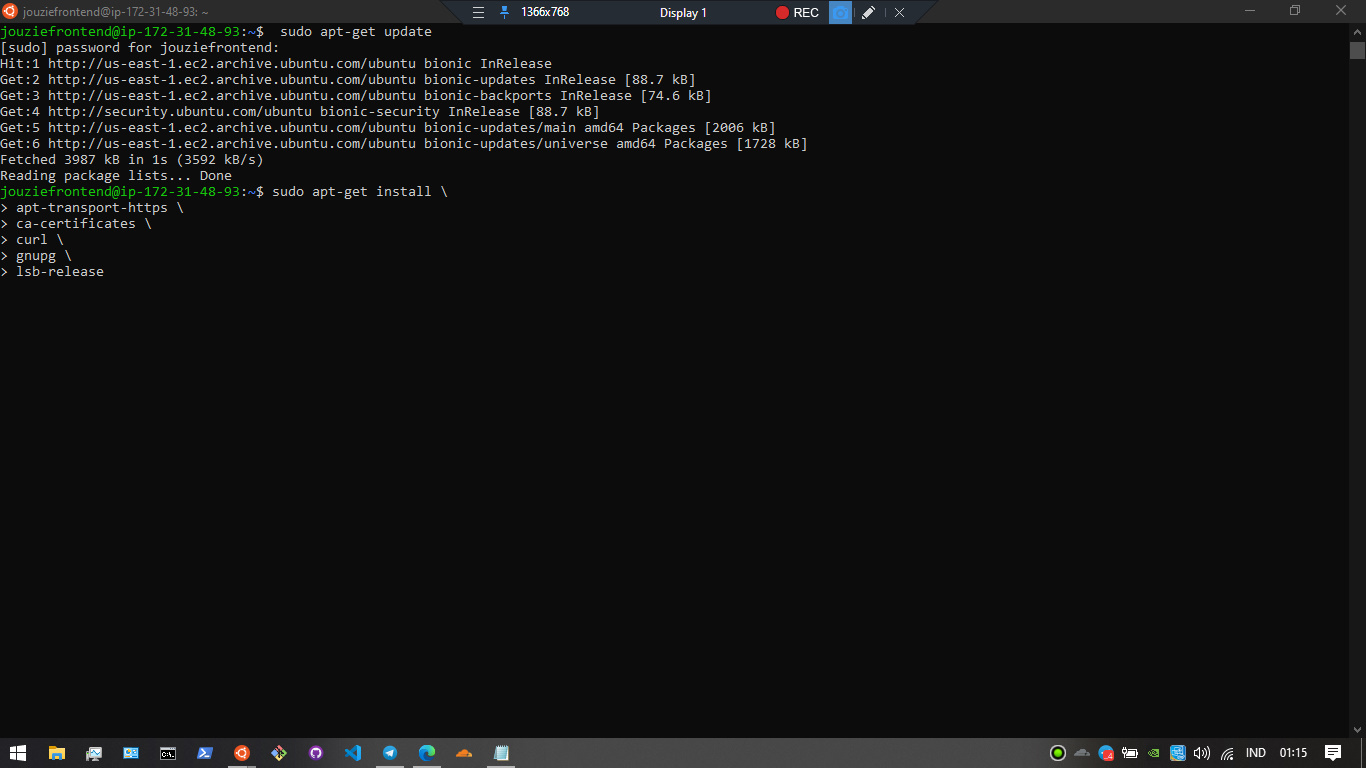 jouziefrontend@ip-172-31-48-93: ~
1366x768
Display 1
REC
jouziefrontend@ip-172-31-48-93:~$  sudo apt-get update
[sudo] password for jouziefrontend:
Hit:1 http://us-east-1.ec2.archive.ubuntu.com/ubuntu bionic InRelease
Get:2 http://us-east-1.ec2.archive.ubuntu.com/ubuntu bionic-updates InRelease [88.7 kB]
Get:3 http://us-east-1.ec2.archive.ubuntu.com/ubuntu bionic-backports InRelease [74.6 kB]
Get:4 http://security.ubuntu.com/ubuntu bionic-security InRelease [88.7 kB]
Get:5 http://us-east-1.ec2.archive.ubuntu.com/ubuntu bionic-updates/main amd64 Packages [2006 kB]
Get:6 http://us-east-1.ec2.archive.ubuntu.com/ubuntu bionic-updates/universe amd64 Packages [1728 kB]
Fetched 3987 kB in 1s (3592 kB/s)
Reading package lists... Done
jouziefrontend@ip-172-31-48-93:~$ sudo apt-get install \
> apt-transport-https \
> ca-certificates \
> curl \
> gnupg \
> lsb-release
IND
01:15